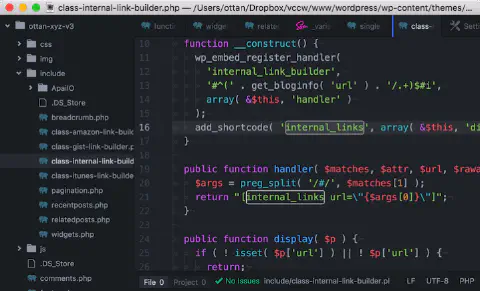 class-internal-link-builder.php — /Users/ottan/Dropbox/vccw/www/wordpress/wp-content/themes/
ottan-xyz-v3
css
img
include
ApaiIO
.DS_Store
breadcrumb.php
class-amazon-link-build
class-gist-link-builder.p
class-internal-link-build
class-itunes-link-builde
pagination.php
recentposts.php
relatedposts.php
widgets.php
js
.DS_Store
comments.php
functi
widge
relate
_varia
single
class-
Settin
10 function __construct() {
11 wp_embed_register_handler(
12 'internal_link_builder',
13 '#^(' . get_bloginfo( 'url' ) . '/.+)$#i',
14 array( &$this, 'handler' )
15 );
16 add_shortcode( 'internal_links', array( &$this, 'di
17 }
18
19 public function handler( $matches, $attr, $url, $rawa
20 $args = preg_split( '/#/', $matches[1] );
21 return "[internal_links url=\"{$args[0]}\"]";
22 }
23
24 public function display( $p ) {
25 if ( ! isset( $p['url'] ) || ! $p['url'] ) {
26 return;
File 0 Project 0 No issues include/class-internal-link-builder.pl LF UTF-8 PHP